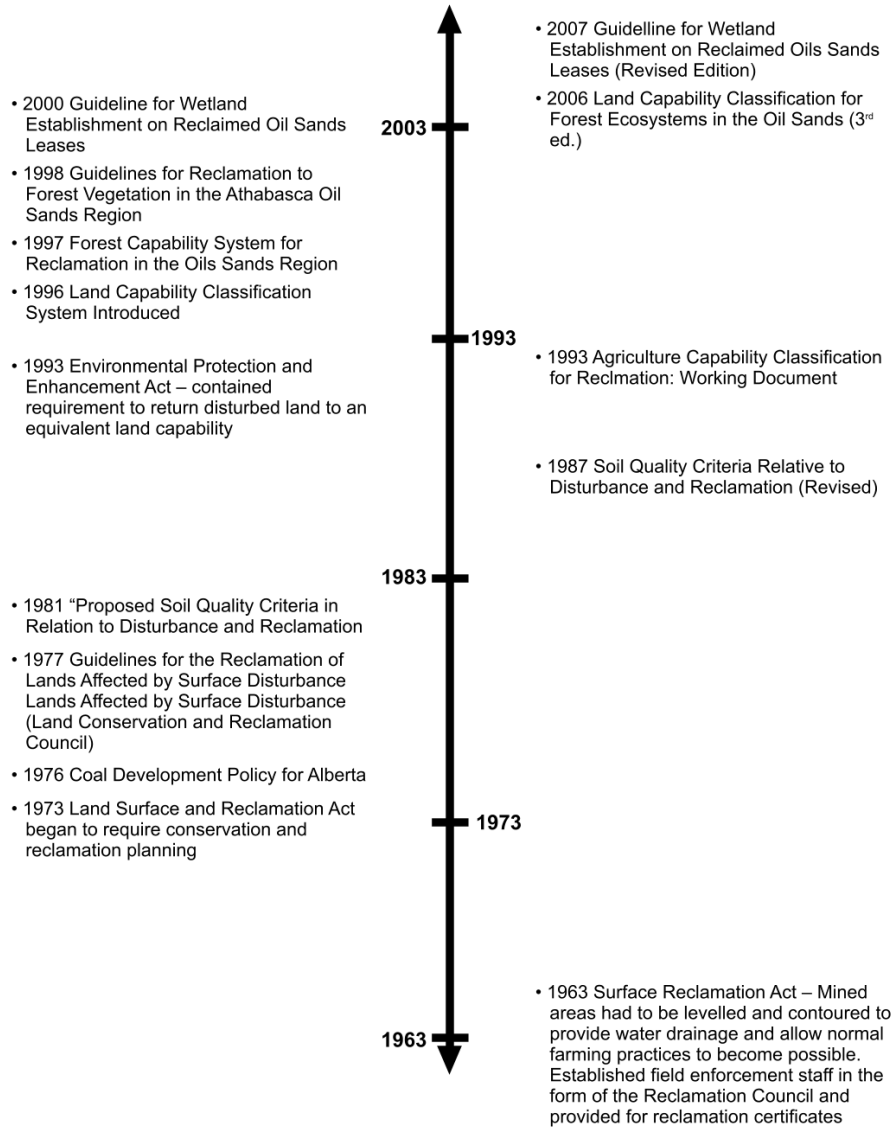 • 2007 Guidelline for Wetland
Establishment on Reclaimed Oils Sands
Leases (Revised Edition)
• 2006 Land Capability Classification for
Forest Ecosystems in the Oil Sands (3rd
ed.)
• 2000 Guideline for Wetland
Establishment on Reclaimed Oil Sands
Leases
2003
• 1998 Guidelines for Reclamation to
Forest Vegetation in the Athabasca Oil
Sands Region
• 1997 Forest Capability System for
Reclamation in the Oils Sands Region
• 1996 Land Capability Classification
System Introduced
1993
• 1993 Agriculture Capability Classification
for Reclmation: Working Document
• 1993 Environmental Protection and
Enhancement Act – contained
requirement to return disturbed land to an
equivalent land capability
• 1987 Soil Quality Criteria Relative to
Disturbance and Reclamation (Revised)
1983
• 1981 “Proposed Soil Quality Criteria in
Relation to Disturbance and Reclamation
• 1977 Guidelines for the Reclamation of
Lands Affected by Surface Disturbance
Lands Affected by Surface Disturbance
(Land Conservation and Reclamation
Council)
• 1976 Coal Development Policy for Alberta
• 1973 Land Surface and Reclamation Act
began to require conservation and
reclamation planning
1973
• 1963 Surface Reclamation Act – Mined
areas had to be levelled and contoured to
provide water drainage and allow normal
farming practices to become possible.
Established field enforcement staff in the
form of the Reclamation Council and
provided for reclamation certificates
1963